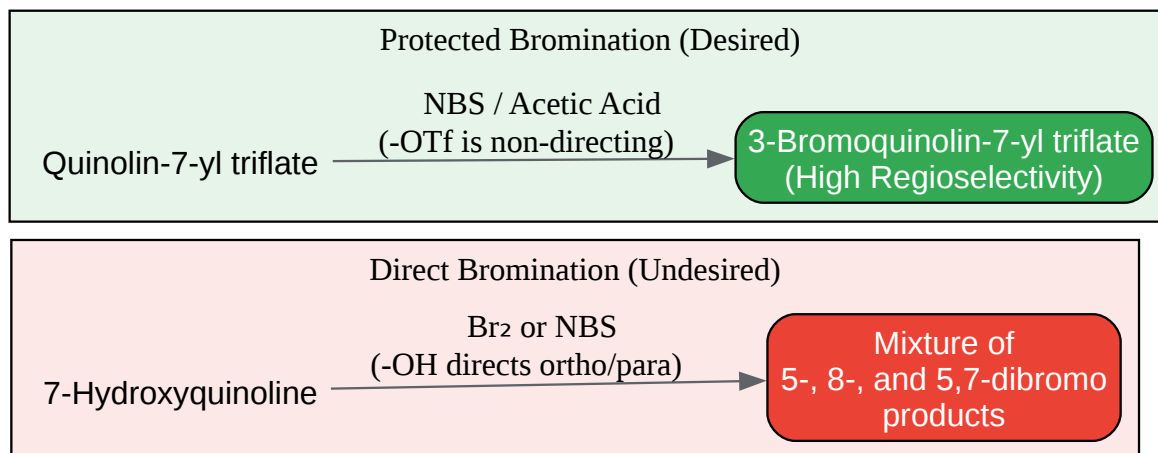 Protected Bromination (Desired)
NBS / Acetic Acid
(-OTf is non-directing)
Quinolin-7-yl triflate
3-Bromoquinolin-7-yl triflate
(High Regioselectivity)
Direct Bromination (Undesired)
Br₂ or NBS
(-OH directs ortho/para)
7-Hydroxyquinoline
Mixture of
5-, 8-, and 5,7-dibromo
products